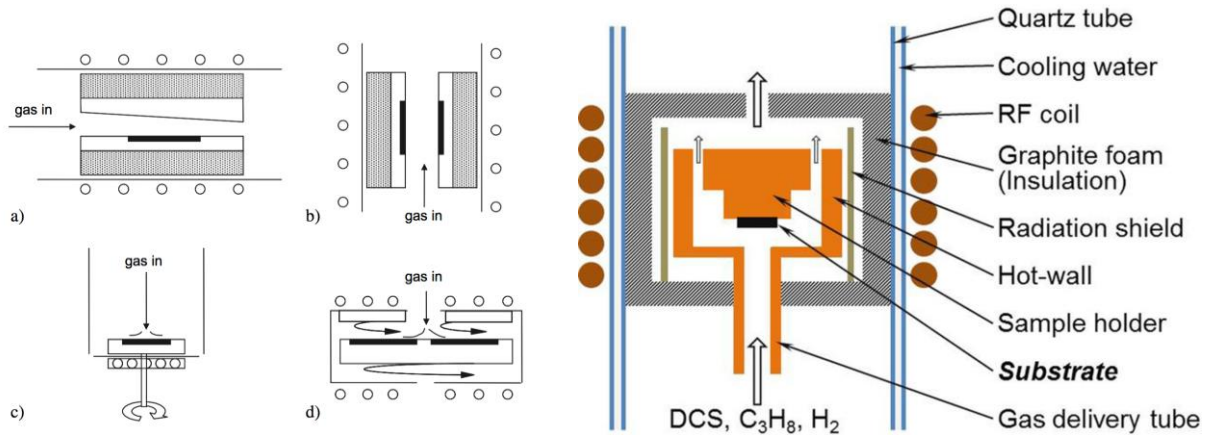 gas in
a)
b)
gas in
gas in
c)
gas in
d)
Quartz tube
Cooling water
RF coil
Graphite foam
(Insulation)
Radiation shield
Hot-wall
Sample holder
Substrate
Gas delivery tube
DCS, C₃H₈, H₂